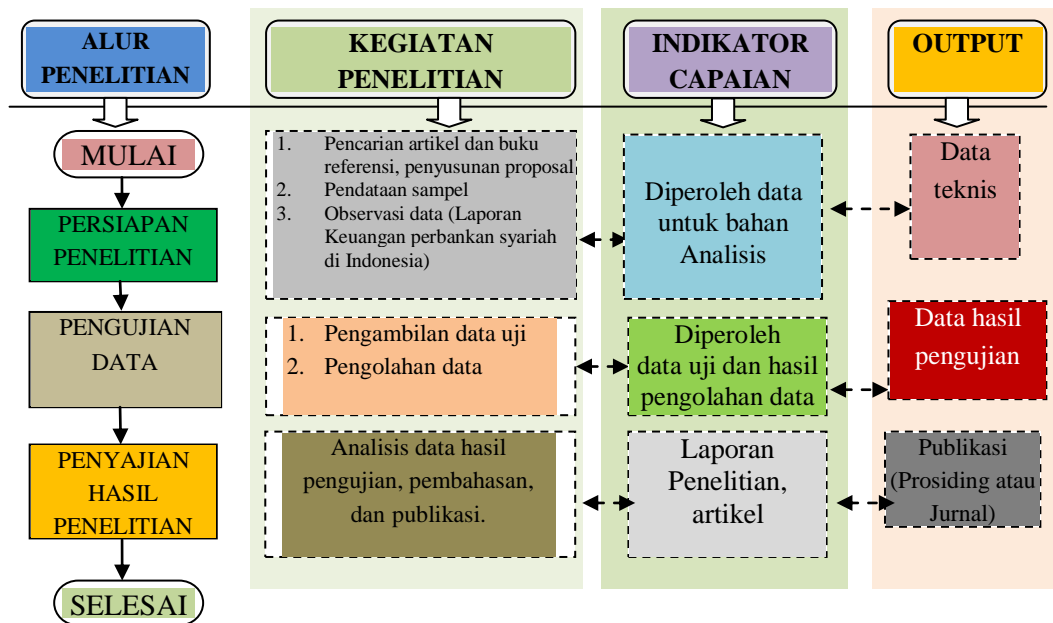 ALUR
PENELITIAN
KEGIATAN
PENELITIAN
INDIKATOR
CAPAIAN
OUTPUT
MULAI
PERSIAPAN
PENELITIAN
PENGUJIAN
DATA
PENYAJIAN
HASIL
PENELITIAN
SELESAI
1. Pencarian artikel dan buku
referensi, penyusunan proposal
2. Pendataan sampel
3. Observasi data (Laporan
Keuangan perbankan syariah
di Indonesia)
1. Pengambilan data uji
2. Pengolahan data
Analisis data hasil
pengujian, pembahasan,
dan publikasi.
Diperoleh data
untuk bahan
Analisis
Diperoleh
data uji dan hasil
pengolahan data
Laporan
Penelitian,
artikel
Data
teknis
Data hasil
pengujian
Publikasi
(Prosiding atau
Jurnal)